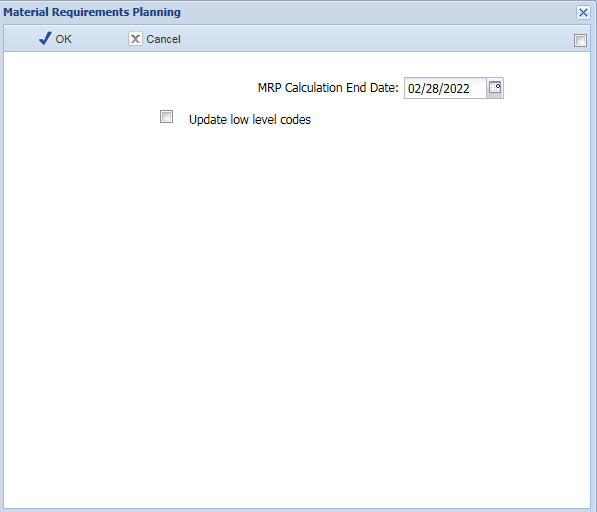 Material Requirements Planning
OK Cancel
MRP Calculation End Date: 02/28/2022
Update low level codes